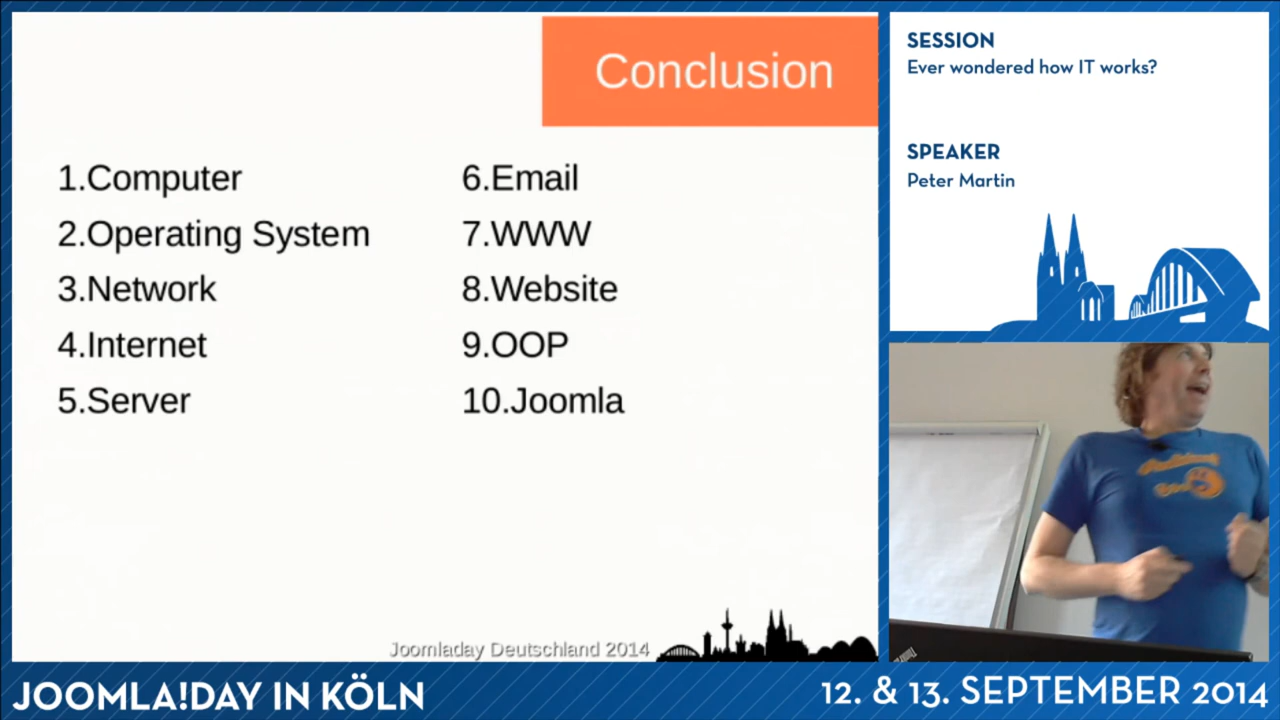 Conclusion
1.Computer
2.Operating System
3.Network
4.Internet
5.Server
6.Email
7.WWW
8.Website
9.OOP
10.Joomla
Joomladay Deutschland 2014
SESSION
Ever wondered how IT works?
SPEAKER
Peter Martin
JOOMLA!DAY IN KÖLN
12. & 13. SEPTEMBER 2014